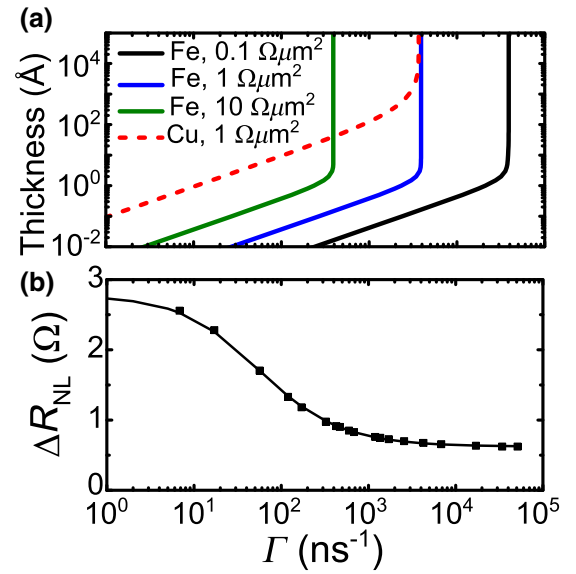 (a)
Fe, 0.1 Ωμm²
Fe, 1 Ωμm²
Fe, 10 Ωμm²
Cu, 1 Ωμm²
Thickness (Å)
10⁴
10²
10⁰
10⁻²
(b)
ΔR_NL (Ω)
3
2
1
0
10⁰ 10¹ 10² 10³ 10⁴ 10⁵
Γ (ns⁻¹)